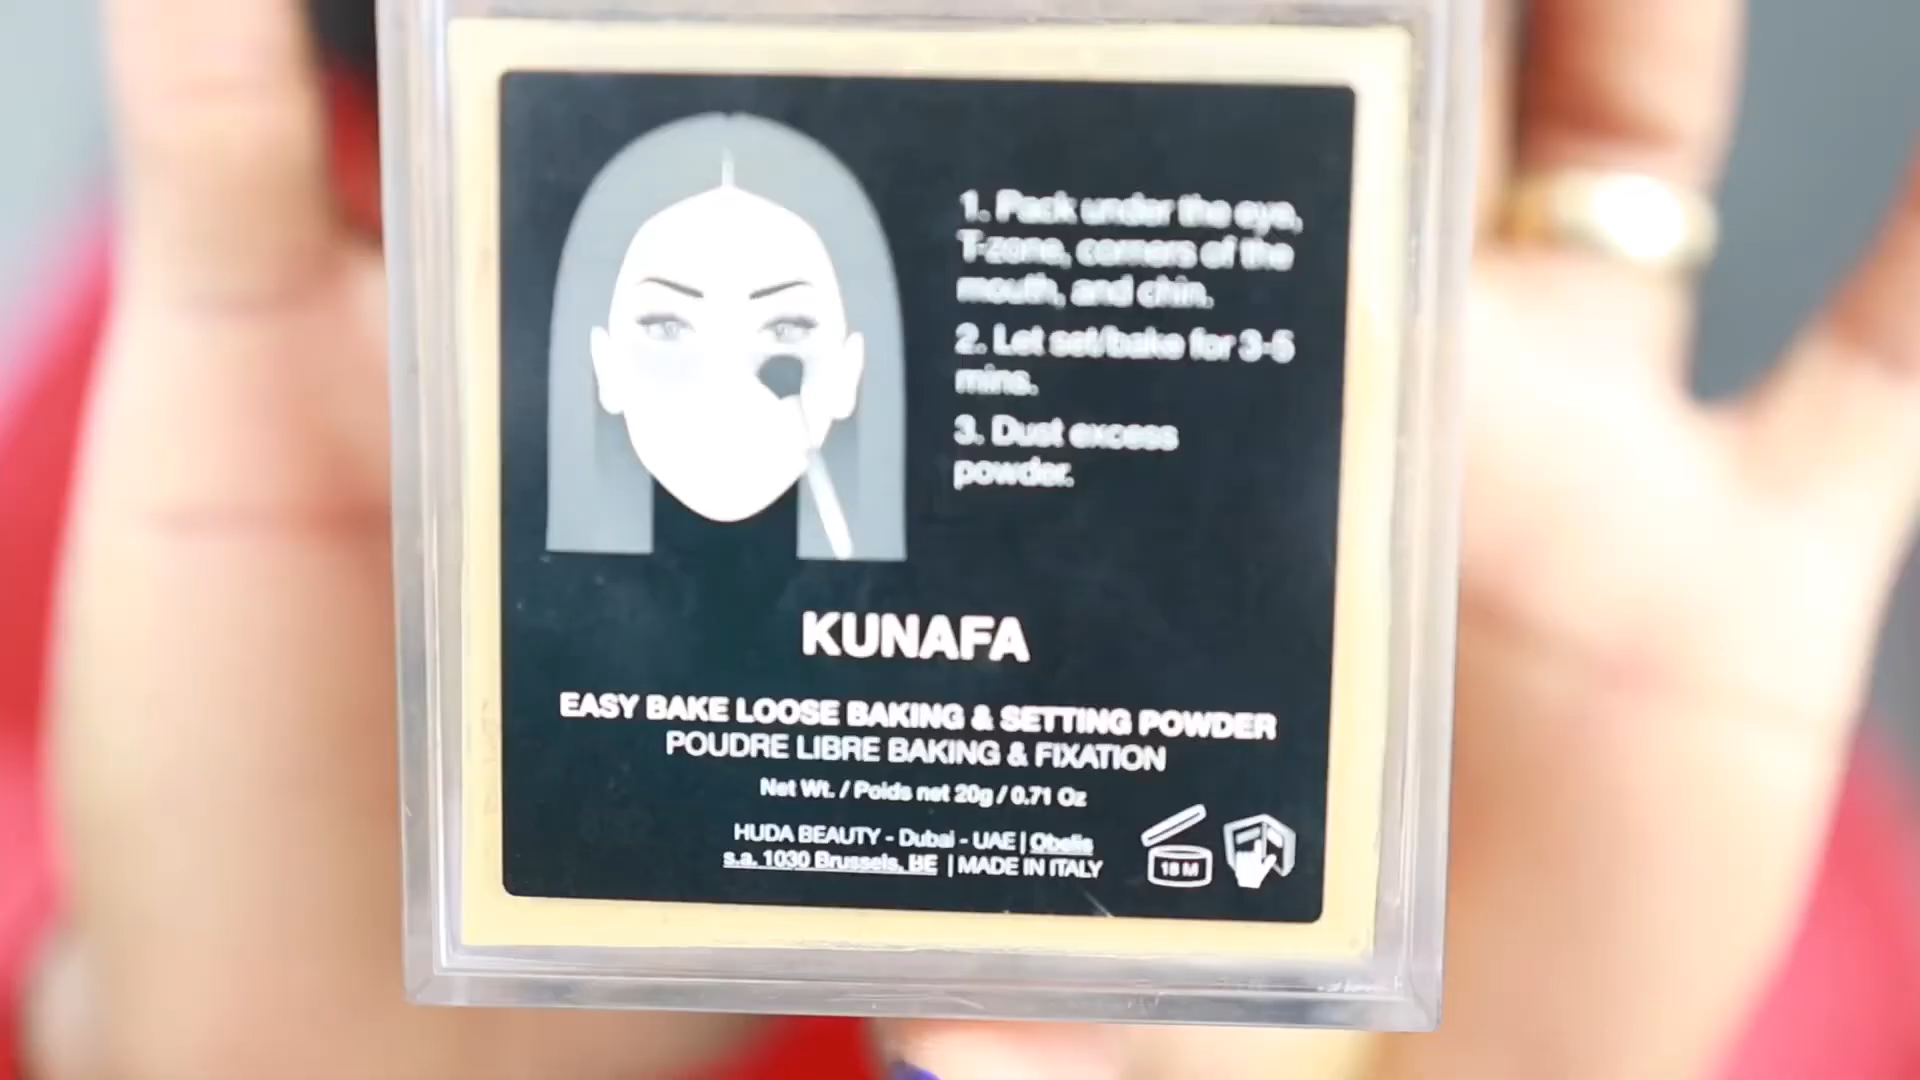 1. Pack under the eye,
T-zone, corners of the
mouth, and chin.
2. Let set/bake for 3-5
mins.
3. Dust excess
powder.
KUNAFA
EASY BAKE LOOSE BAKING & SETTING POWDER
POUDRE LIBRE BAKING & FIXATION
Net Wt. / Poids net 20g / 0.71 Oz
HUDA BEAUTY - Dubai - UAE | Obelis
s.a. 1030 Brussels, BE | MADE IN ITALY
18 M